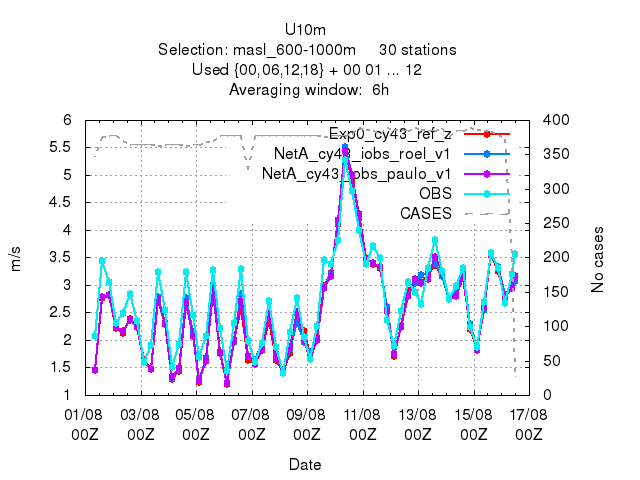 U10m
Selection: masl_600-1000m 30 stations
Used {00,06,12,18} + 00 01 ... 12
Averaging window: 6h
Exp0_cy43_ref_z
NetA_cy43_iobs_roel_v1
NetA_cy43_iobs_paulo_v1
OBS
CASES
m/s
6
5.5
5
4.5
4
3.5
3
2.5
2
1.5
1
400
350
300
250
200
150
100
50
0
No cases
01/08 03/08 05/08 07/08 09/08 11/08 13/08 15/08 17/08
00Z 00Z 00Z 00Z 00Z 00Z 00Z 00Z 00Z
Date